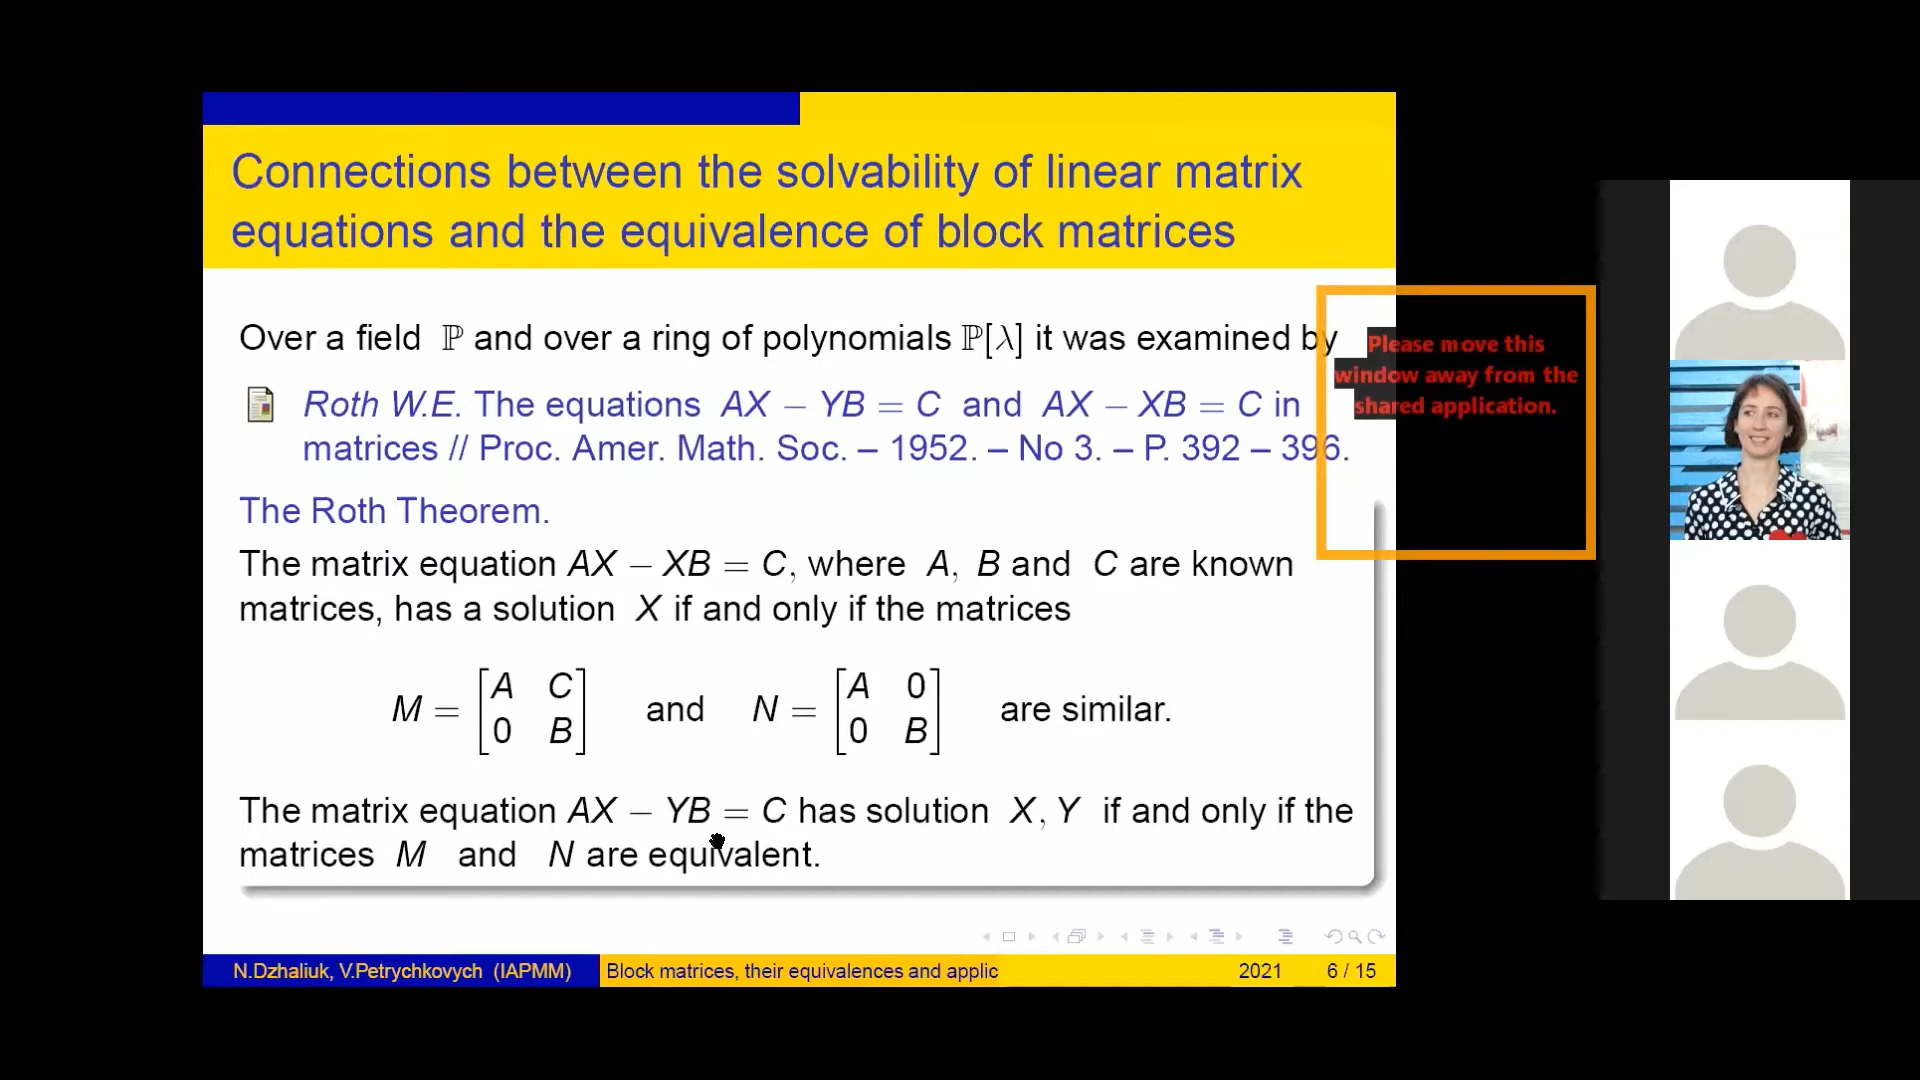 Connections between the solvability of linear matrix
equations and the equivalence of block matrices
Over a field ℙ and over a ring of polynomials ℙ[λ] it was examined by
Roth W.E. The equations AX − YB = C and AX − XB = C in
matrices // Proc. Amer. Math. Soc. – 1952. – No 3. – P. 392 – 396.
The Roth Theorem.
The matrix equation AX − XB = C, where A, B and C are known
matrices, has a solution X if and only if the matrices
M = [A C; 0 B] and N = [A 0; 0 B] are similar.
The matrix equation AX − YB = C has solution X, Y if and only if the
matrices M and N are equivalent.
N.Dzhaliuk, V.Petrychkovych (IAPMM) Block matrices, their equivalences and applic 2021 6 / 15
Please move this
window away from the
shared application.